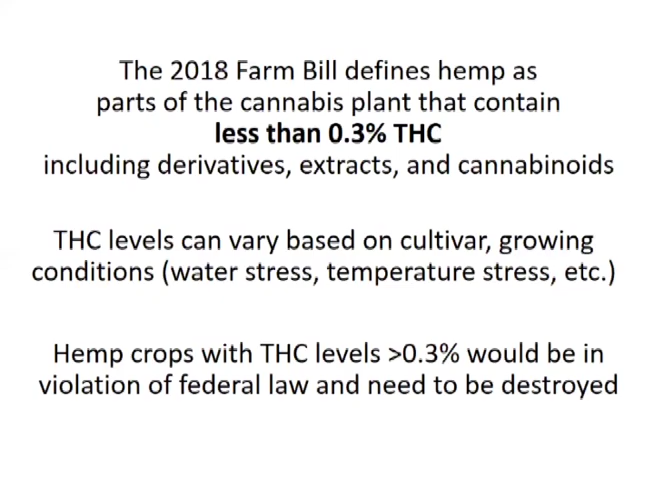 The 2018 Farm Bill defines hemp as
parts of the cannabis plant that contain
less than 0.3% THC
including derivatives, extracts, and cannabinoids
THC levels can vary based on cultivar, growing
conditions (water stress, temperature stress, etc.)
Hemp crops with THC levels >0.3% would be in
violation of federal law and need to be destroyed